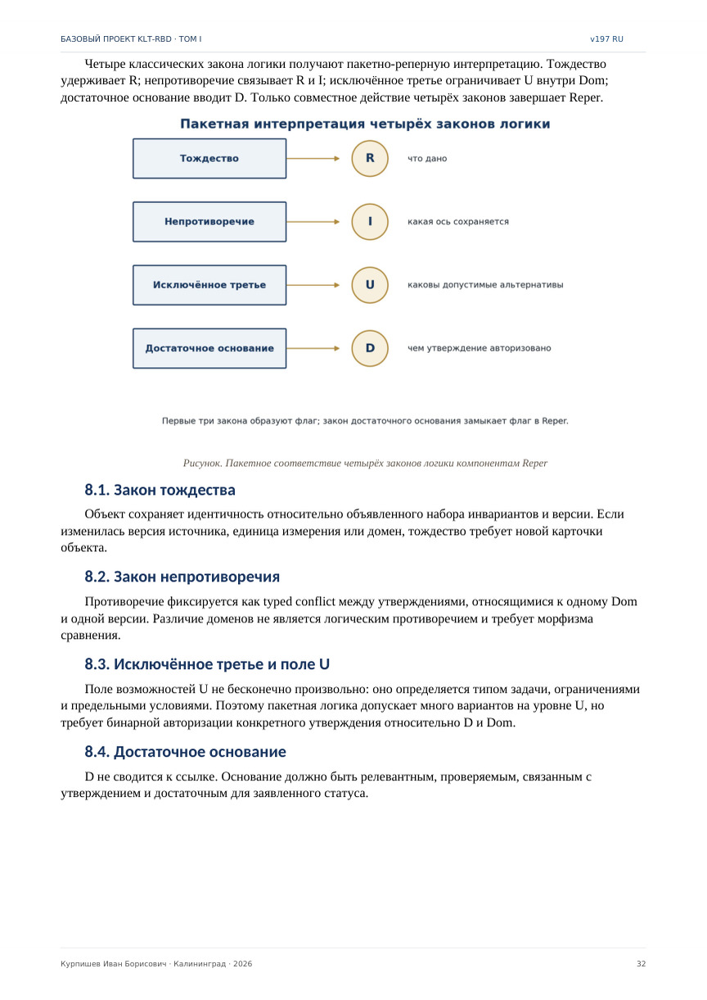 БАЗОВЫЙ ПРОЕКТ KLT-RBD · ТОМ I
v197 RU
Четыре классических закона логики получают пакетно-реперную интерпретацию. Тождество
удерживает R; непротиворечие связывает R и I; исключённое третье ограничивает U внутри Dom;
достаточное основание вводит D. Только совместное действие четырёх законов завершает Reper.
Пакетная интерпретация четырёх законов логики
Тождество
R
что дано
Непротиворечие
I
какая ось сохраняется
Исключённое третье
U
каковы допустимые альтернативы
Достаточное основание
D
чем утверждение авторизовано
Первые три закона образуют флаг; закон достаточного основания замыкает флаг в Reper.
Рисунок. Пакетное соответствие четырёх законов логики компонентам Reper
8.1. Закон тождества
Объект сохраняет идентичность относительно объявленного набора инвариантов и версии. Если
изменилась версия источника, единица измерения или домен, тождество требует новой карточки
объекта.
8.2. Закон непротиворечия
Противоречие фиксируется как typed conflict между утверждениями, относящимися к одному Dom
и одной версии. Различие доменов не является логическим противоречием и требует морфизма
сравнения.
8.3. Исключённое третье и поле U
Поле возможностей U не бесконечно произвольно: оно определяется типом задачи, ограничениями
и предельными условиями. Поэтому пакетная логика допускает много вариантов на уровне U, но
требует бинарной авторизации конкретного утверждения относительно D и Dom.
8.4. Достаточное основание
D не сводится к ссылке. Основание должно быть релевантным, проверяемым, связанным с
утверждением и достаточным для заявленного статуса.
Курпишев Иван Борисович · Калининград · 2026
32